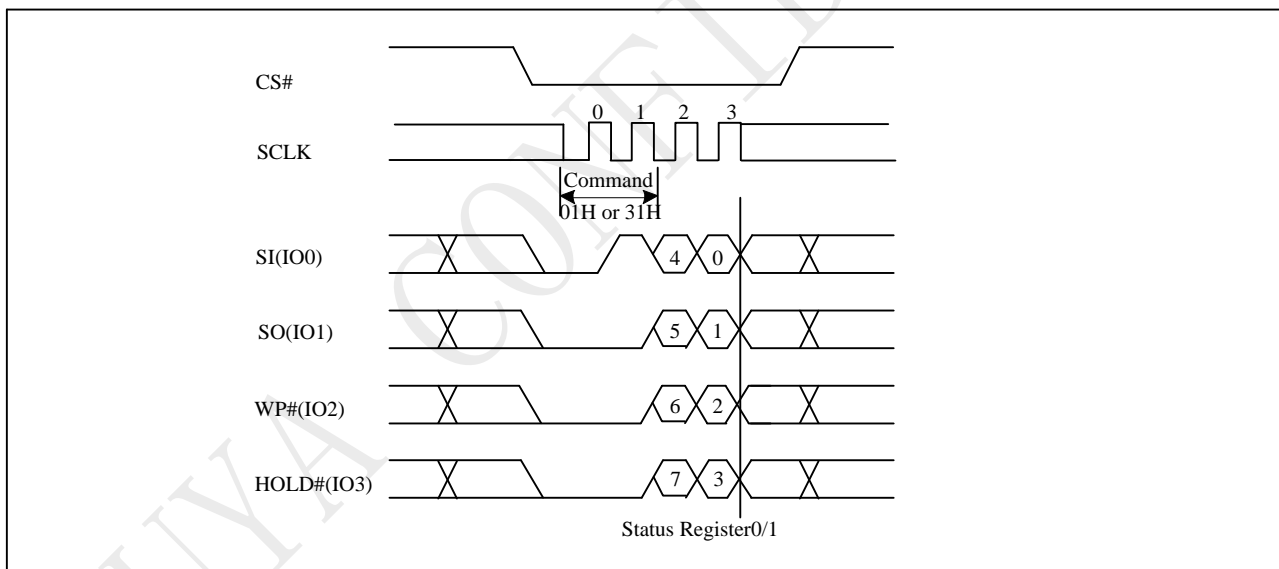 CS#
0 1 2 3
SCLK
Command
01H or 31H
SI(IO0) 4 0
SO(IO1) 5 1
WP#(IO2) 6 2
HOLD#(IO3) 7 3
Status Register0/1